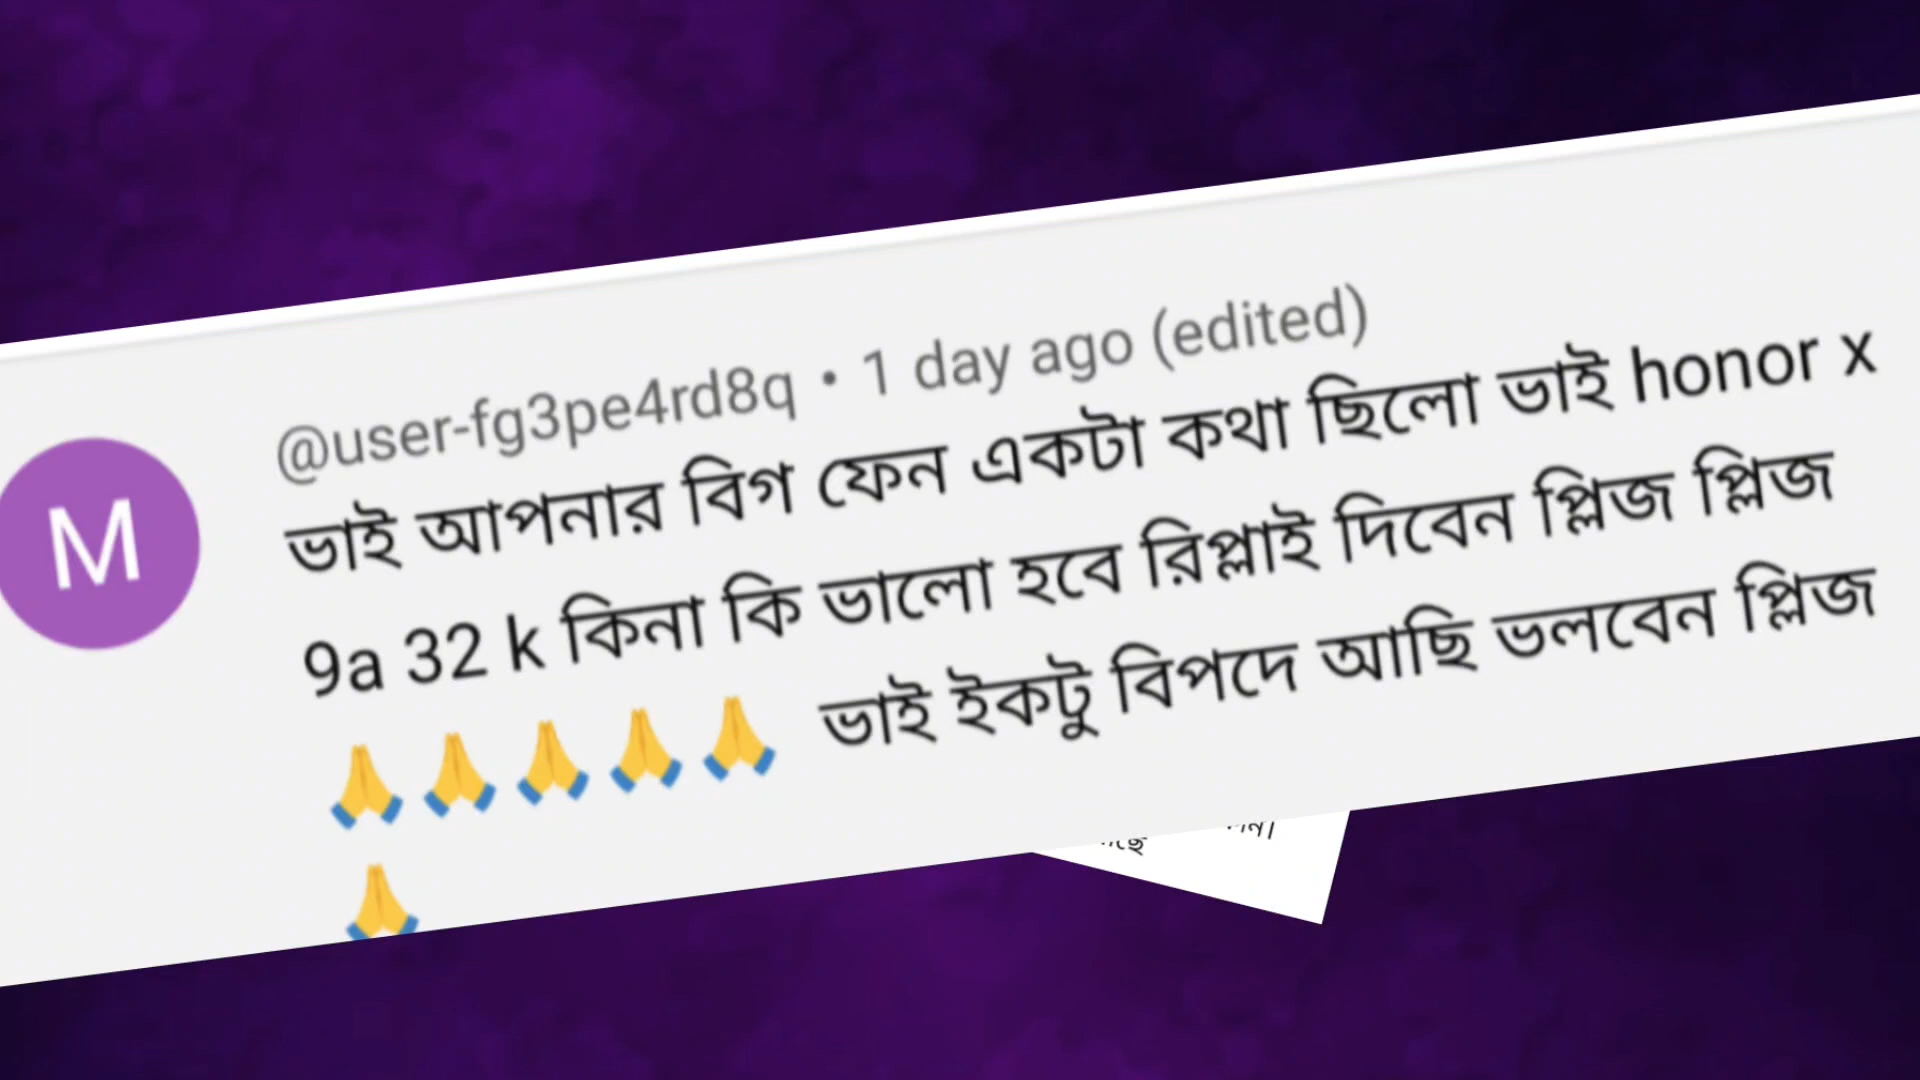 @user-fg3pe4rd8q • 1 day ago (edited)
ভাই আপনার বিগ ফেন একটা কথা ছিলো ভাই honor x
9a 32 k কিনা কি ভালো হবে রিপ্লাই দিবেন প্লিজ প্লিজ
🙏🙏🙏🙏🙏 ভাই ইকটু বিপদে আছি ভলবেন প্লিজ
🙏
M